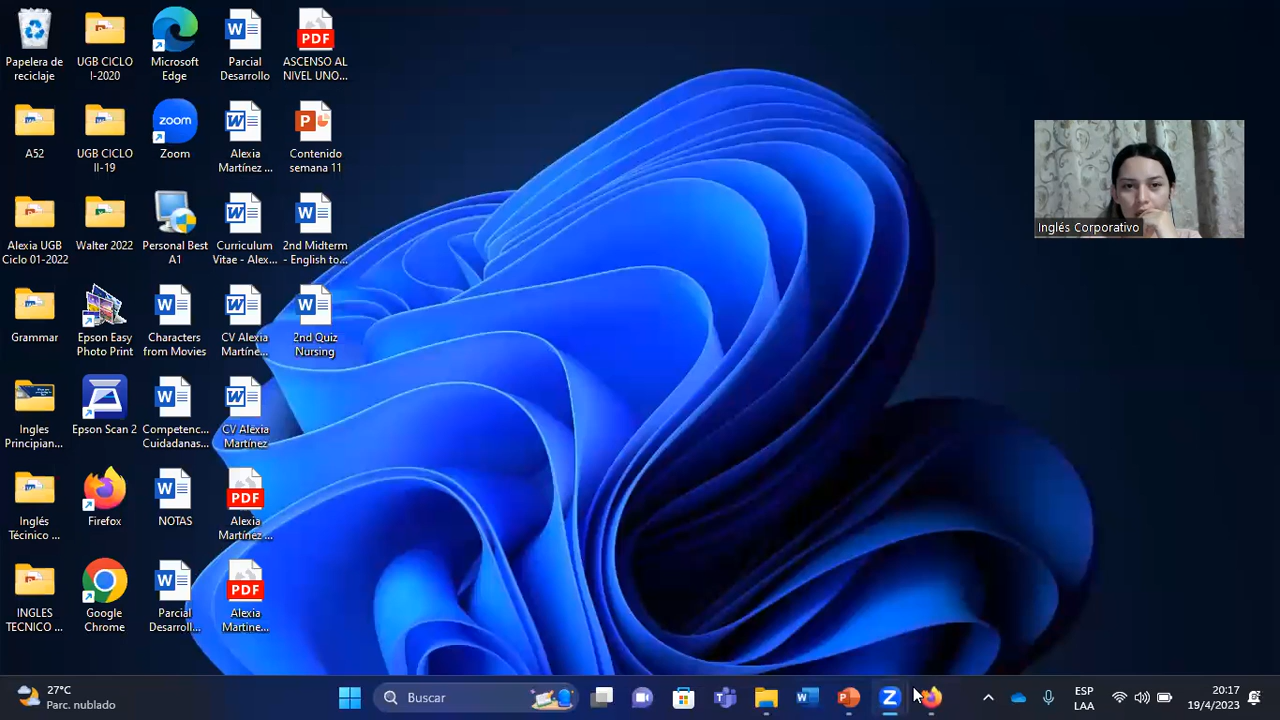 Papelera de
reciclaje
UGB CICLO
I-2020
Microsoft
Edge
Parcial
Desarrollo
PDF
ASCENSO AL
NIVEL UNO...
A52
UGB CICLO
II-19
zoom
Zoom
Alexia
Martínez ...
Contenido
semana 11
Alexia UGB
Ciclo 01-2022
Walter 2022
Personal Best
A1
Curriculum
Vitae - Alex...
2nd Midterm
- English to...
Grammar
Epson Easy
Photo Print
Characters
from Movies
CV Alexia
Martíne...
2nd Quiz
Nursing
Ingles
Principian...
Epson Scan 2
Competenc...
Cuidadanas...
CV Alexia
Martínez
Inglés
Técnico ...
Firefox
NOTAS
PDF
Alexia
Martínez ...
INGLES
TECNICO ...
Google
Chrome
Parcial
Desarroll...
PDF
Alexia
Martine...
Inglés Corporativo
27°C
Parc. nublado
Buscar
ESP
LAA
20:17
19/4/2023